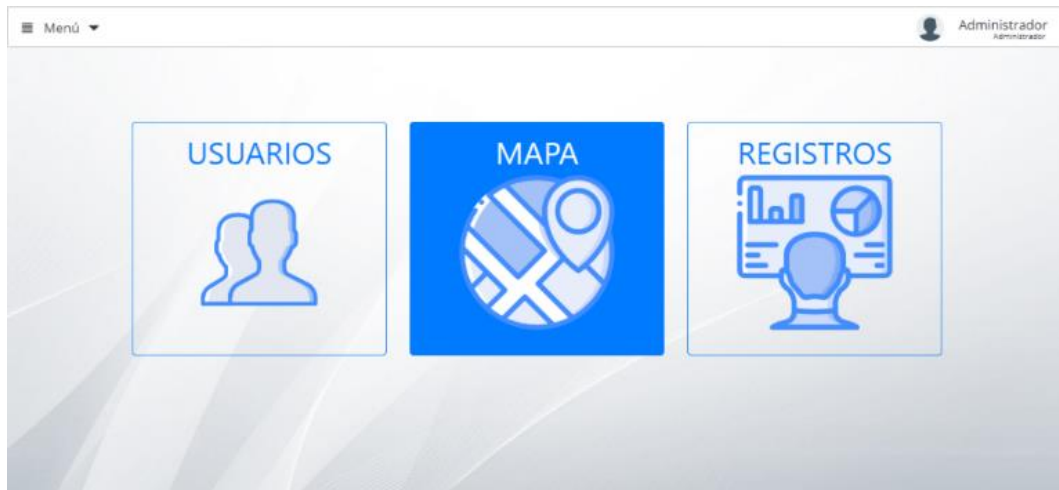 Menú
Administrador
Administrador
USUARIOS
MAPA
REGISTROS